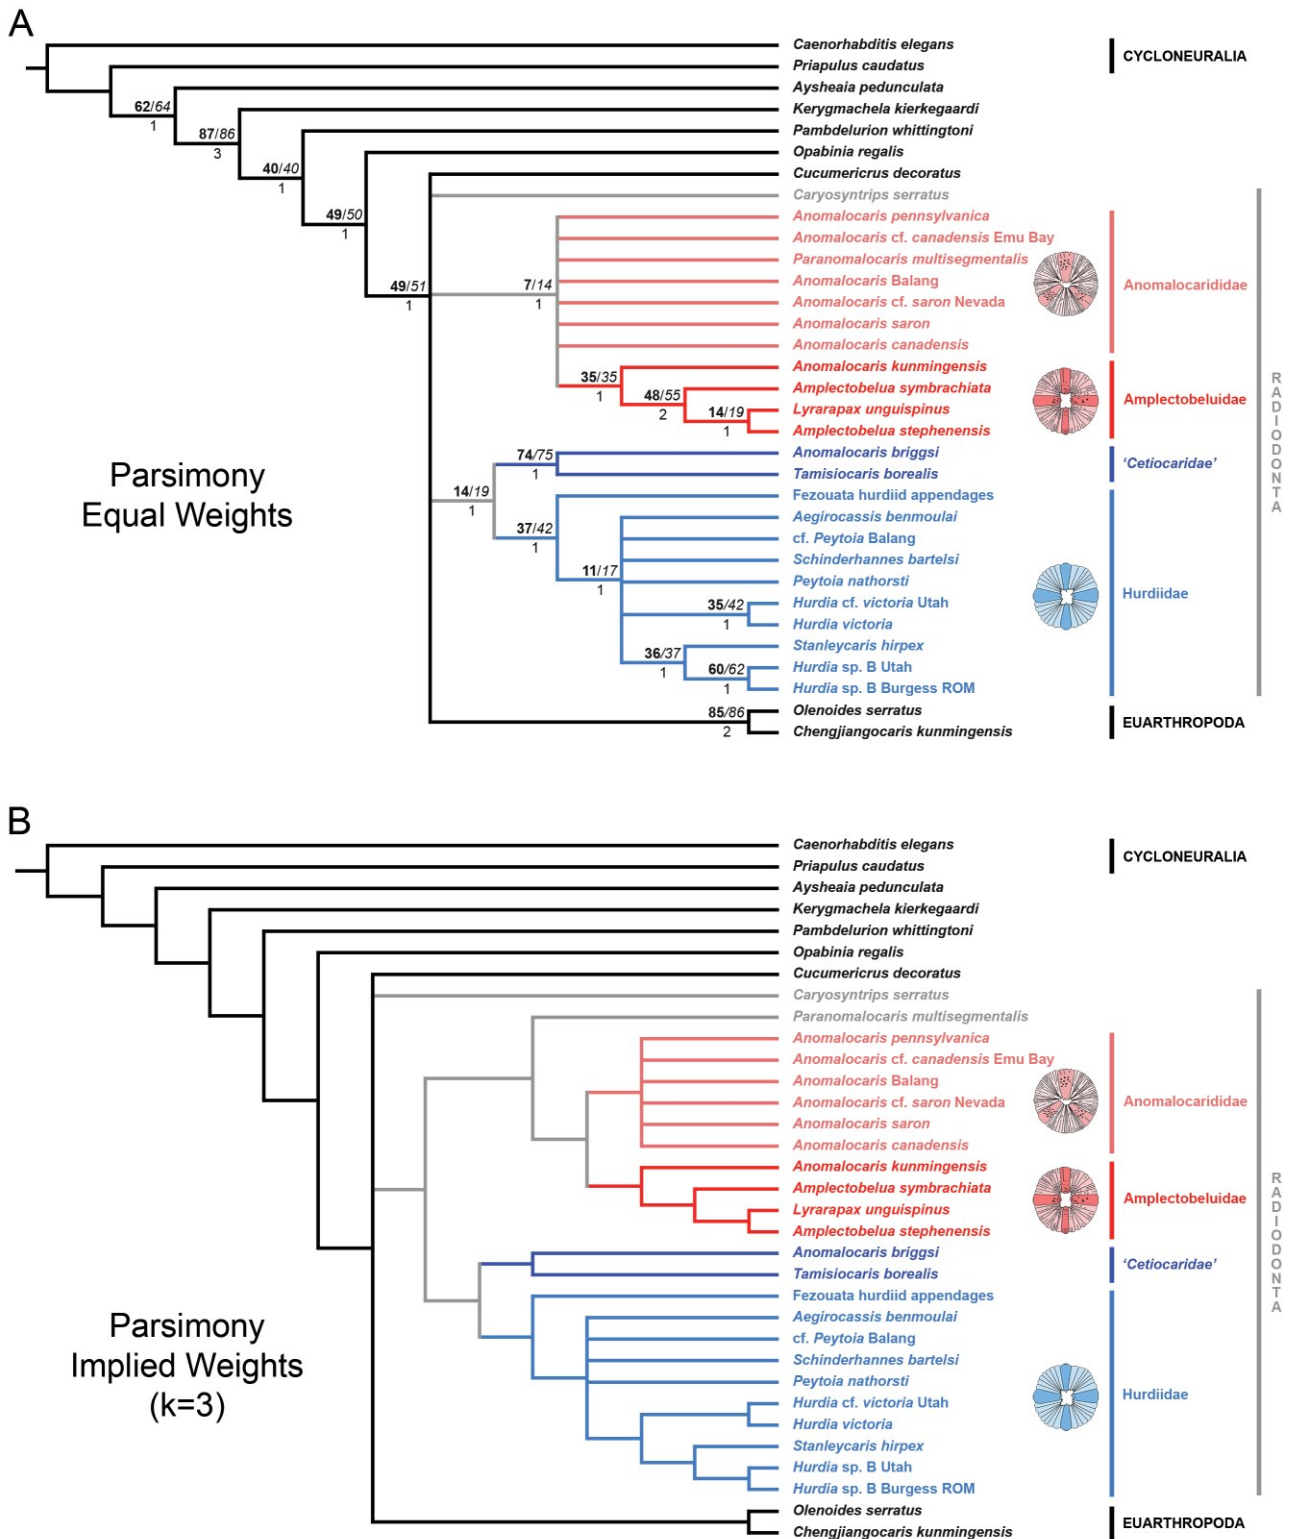 A
Caenorhabditis elegans
CYCLONEURALIA
Priapulus caudatus
62/64
1
Aysheaia pedunculata
87/86
3
Kerygmachela kierkegaardi
40/40
1
Pambdelurion whittingtoni
49/50
1
Opabinia regalis
49/51
1
Cucumericrus decoratus
Caryosyntrips serratus
7/14
1
Anomalocaris pennsylvanica
Anomalocaris cf. canadensis Emu Bay
Paranomalocaris multisegmentalis
Anomalocaris Balang
Anomalocarididae
Anomalocaris cf. saron Nevada
Anomalocaris saron
Anomalocaris canadensis
35/35
1
Anomalocaris kunmingensis
48/55
2
Amplectobelua symbrachiata
Amplectobeluidae
14/19
1
Lyrarapax unguispinus
Amplectobelua stephenensis
RADIODONTA
14/19
1
74/75
1
Anomalocaris briggsi
'Cetiocaridae'
Tamisiocaris borealis
Parsimony
Equal Weights
37/42
1
Fezouata hurdiid appendages
11/17
1
Aegirocassis benmoulai
cf. Peytoia Balang
Schinderhannes bartelsi
Peytoia nathorsti
Hurdiidae
35/42
1
Hurdia cf. victoria Utah
Hurdia victoria
36/37
1
Stanleycaris hirpex
60/62
1
Hurdia sp. B Utah
Hurdia sp. B Burgess ROM
85/86
2
Olenoides serratus
EUARTHROPODA
Chengjiangocaris kunmingensis
B
Caenorhabditis elegans
CYCLONEURALIA
Priapulus caudatus
Aysheaia pedunculata
Kerygmachela kierkegaardi
Pambdelurion whittingtoni
Opabinia regalis
Cucumericrus decoratus
Caryosyntrips serratus
Paranomalocaris multisegmentalis
Anomalocaris pennsylvanica
Anomalocaris cf. canadensis Emu Bay
Anomalocaris Balang
Anomalocarididae
Anomalocaris cf. saron Nevada
Anomalocaris saron
Anomalocaris canadensis
Anomalocaris kunmingensis
Amplectobelua symbrachiata
Amplectobeluidae
Lyrarapax unguispinus
Amplectobelua stephenensis
RADIODONTA
Anomalocaris briggsi
'Cetiocaridae'
Tamisiocaris borealis
Parsimony
Implied Weights
(k=3)
Fezouata hurdiid appendages
Aegirocassis benmoulai
cf. Peytoia Balang
Schinderhannes bartelsi
Peytoia nathorsti
Hurdiidae
Hurdia cf. victoria Utah
Hurdia victoria
Stanleycaris hirpex
Hurdia sp. B Utah
Hurdia sp. B Burgess ROM
Olenoides serratus
EUARTHROPODA
Chengjiangocaris kunmingensis